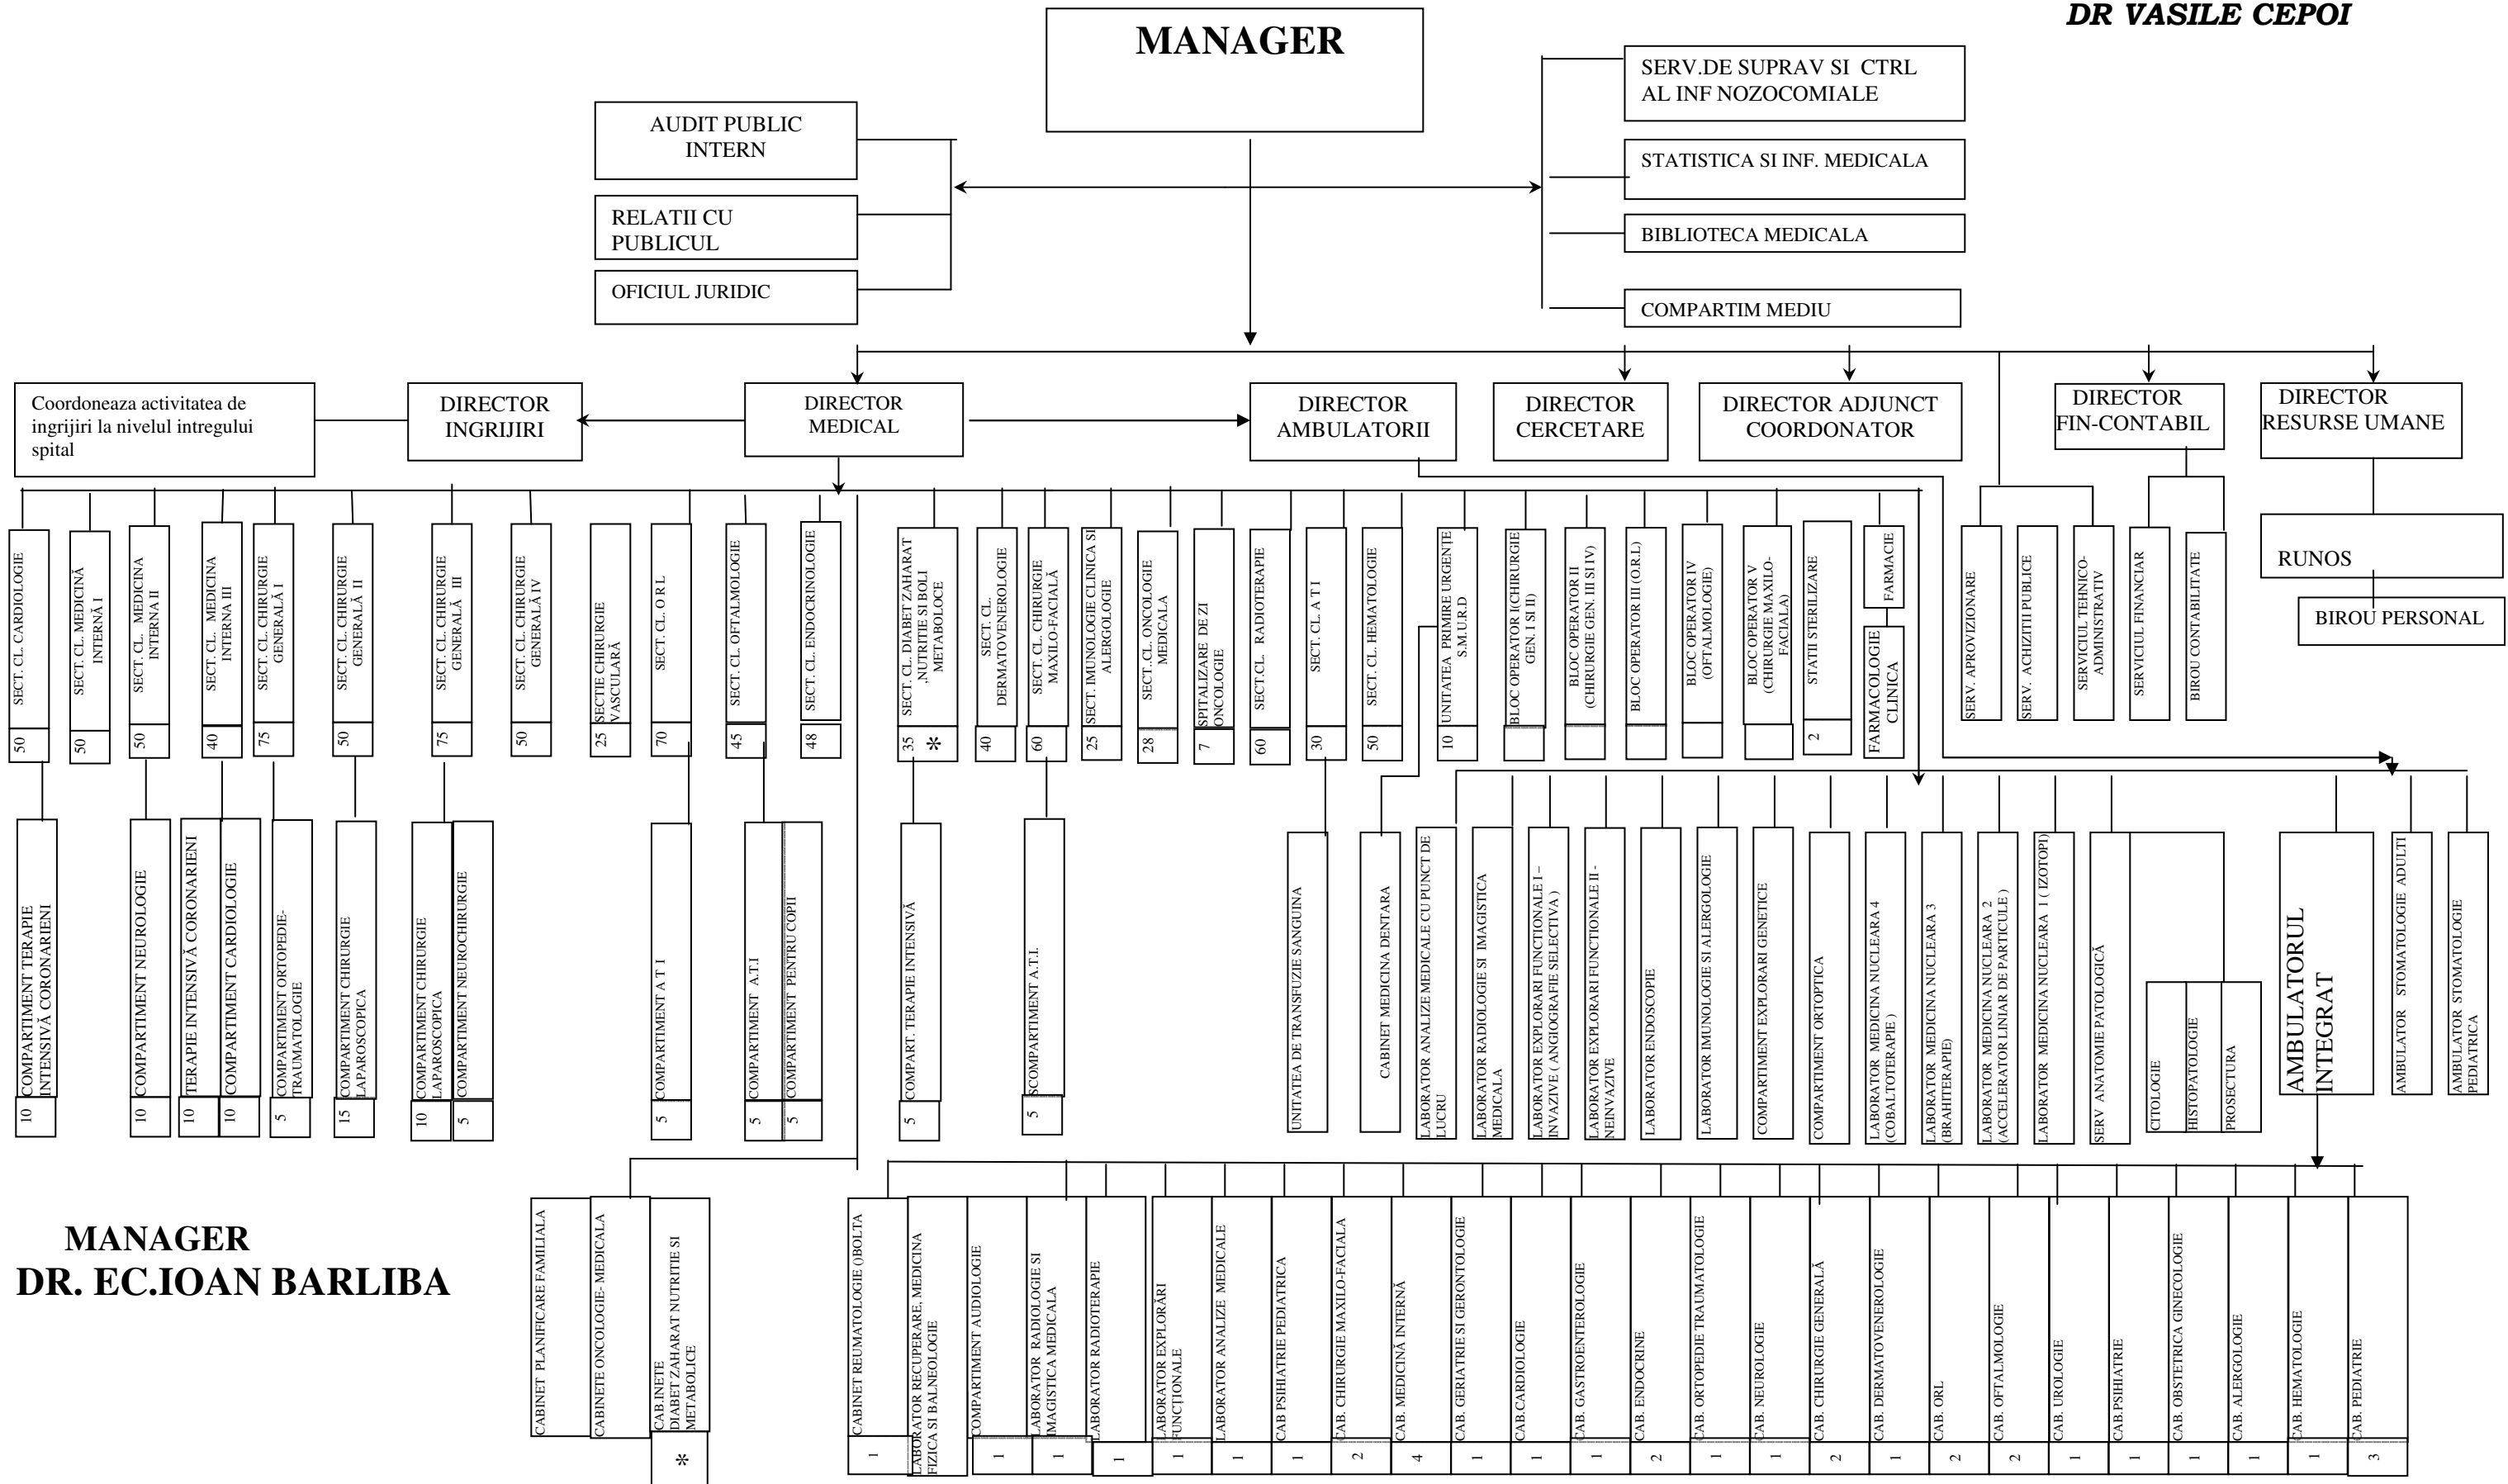 DR VASILE CEPOI
MANAGER
SERV.DE SUPRAV SI CTRL
AL INF NOZOCOMIALE
AUDIT PUBLIC
INTERN
STATISTICA SI INF. MEDICALA
RELATII CU
PUBLICUL
BIBLIOTECA MEDICALA
OFICIUL JURIDIC
COMPARTIM MEDIU
Coordoneaza activitatea de
ingrijiri la nivelul intregului
spital
DIRECTOR
INGRIJIRI
DIRECTOR
MEDICAL
DIRECTOR
AMBULATORII
DIRECTOR
CERCETARE
DIRECTOR ADJUNCT
COORDONATOR
DIRECTOR
FIN-CONTABIL
DIRECTOR
RESURSE UMANE
SECT. CL. CARDIOLOGIE
50
SECT. CL. MEDICINĂ
INTERNĂ I
50
SECT. CL. MEDICINA
INTERNA II
50
SECT. CL. MEDICINA
INTERNA III
40
SECT. CL. CHIRURGIE
GENERALĂ I
75
SECT. CL. CHIRURGIE
GENERALĂ II
50
SECT. CL. CHIRURGIE
GENERALĂ III
75
SECT. CL. CHIRURGIE
GENERALĂ IV
50
SECTIE CHIRURGIE
VASCULARĂ
25
SECT. CL. O R L
70
SECT. CL. OFTALMOLOGIE
45
SECT. CL. ENDOCRINOLOGIE
48
SECT. CL. DIABET ZAHARAT
,NUTRITIE SI BOLI
METABOLOCE
35 *
SECT. CL.
DERMATOVENEROLOGIE
40
SECT. CL. CHIRURGIE
MAXILO-FACIALĂ
60
SECT. IMUNOLOGIE CLINICA SI
ALERGOLOGIE
25
SECT..CL. ONCOLOGIE
MEDICALA
28
SPITALIZARE DE ZI
ONCOLOGIE
7
SECT.CL. RADIOTERAPIE
60
SECT. CL A T I
30
SECT. CL. HEMATOLOGIE
50
UNITATEA PRIMIRE URGENȚE
S.M.U.R.D
10
BLOC OPERATOR I(CHIRURGIE
GEN. I SI II)
BLOC OPERATOR II
(CHIRURGIE GEN. III SI IV)
BLOC OPERATOR III (O.R.L)
BLOC OPERATOR IV
(OFTALMOLOGIE)
BLOC OPERATOR V
(CHIRURGIE MAXILO-
FACIALA)
STATII STERILIZARE
2
FARMACIE
FARMACOLOGIE
CLINICA
SERV. APROVIZIONARE
SERV. ACHIZITII PUBLICE
SERVICIUL TEHNICO-
ADMINISTRATIV
SERVICIUL FINANCIAR
BIROU CONTABILITATE
RUNOS
BIROU PERSONAL
COMPARTIMENT TERAPIE
INTENSIVĂ CORONARIENI
10
COMPARTIMENT NEUROLOGIE
10
TERAPIE INTENSIVĂ CORONARIENI
10
COMPARTIMENT CARDIOLOGIE
10
COMPARTIMENT ORTOPEDIE-
TRAUMATOLOGIE
5
COMPARTIMENT CHIRURGIE
LAPAROSCOPICA
15
COMPARTIMENT CHIRURGIE
LAPAROSCOPICA
10
COMPARTIMENT NEUROCHIRURGIE
5
COMPARTIMENT A T I
5
COMPARTIMENT A.T.I
5
COMPARTIMENT PENTRU COPII
5
COMPART. TERAPIE INTENSIVĂ
5
SCOMPARTIMENT A.T.I.
5
UNITATEA DE TRANSFUZIE SANGUINA
CABINET MEDICINA DENTARA
LABORATOR ANALIZE MEDICALE CU PUNCT DE
LUCRU
LABORATOR RADIOLOGIE SI IMAGISTICA
MEDICALA
LABORATOR EXPLORARI FUNCTIONALE I –
INVAZIVE ( ANGIOGRAFIE SELECTIVA )
LABORATOR EXPLORARI FUNCTIONALE II -
NEINVAZIVE
LABORATOR ENDOSCOPIE
LABORATOR IMUNOLOGIE SI ALERGOLOGIE
COMPARTIMENT EXPLORARI GENETICE
COMPARTIMENT ORTOPTICA
LABORATOR MEDICINA NUCLEARA 4
(COBALTOTERAPIE )
LABORATOR MEDICINA NUCLEARA 3
(BRAHITERAPIE)
LABORATOR MEDICINA NUCLEARA 2
(ACCELERATOR LINIAR DE PARTICULE )
LABORATOR MEDICINA NUCLEARA 1 ( IZOTOPI)
SERV ANATOMIE PATOLOGICĂ
CITOLOGIE
HISTOPATOLOGIE
PROSECTURA
AMBULATORUL
INTEGRAT
AMBULATOR STOMATOLOGIE ADULTI
AMBULATOR STOMATOLOGIE
PEDIATRICA
MANAGER
DR. EC.IOAN BARLIBA
CABINET PLANIFICARE FAMILIALA
CABINETE ONCOLOGIE- MEDICALA
CAB.INETE
DIABET ZAHARAT NUTRITIE SI
METABOLICE
*
CABINET REUMATOLOGIE ()BOLTA
1
LABORATOR RECUPERARE, MEDICINA
FIZICA SI BALNEOLOGIE
COMPARTIMENT AUDIOLOGIE
1
LABORATOR RADIOLOGIE SI
IMAGISTICA MEDICALA
1
LABORATOR RADIOTERAPIE
1
LABORATOR EXPLORĂRI
FUNCȚIONALE
1
LABORATOR ANALIZE MEDICALE
1
CAB PSIHIATRIE PEDIATRICA
1
CAB. CHIRURGIE MAXILO-FACIALA
2
CAB. MEDICINĂ INTERNĂ
4
CAB. GERIATRIE SI GERONTOLOGIE
1
CAB.CARDIOLOGIE
1
CAB. GASTROENTEROLOGIE
1
CAB. ENDOCRINE
2
CAB. ORTOPEDIE TRAUMATOLOGIE
1
CAB. NEUROLOGIE
1
CAB. CHIRURGIE GENERALĂ
2
CAB. DERMATOVENEROLOGIE
1
CAB. ORL
2
CAB. OFTALMOLOGIE
2
CAB. UROLOGIE
1
CAB.PSIHIATRIE
1
CAB. OBSTETRICA GINECOLOGIE
1
CAB. ALERGOLOGIE
1
CAB. HEMATOLOGIE
1
CAB. PEDIATRIE
3